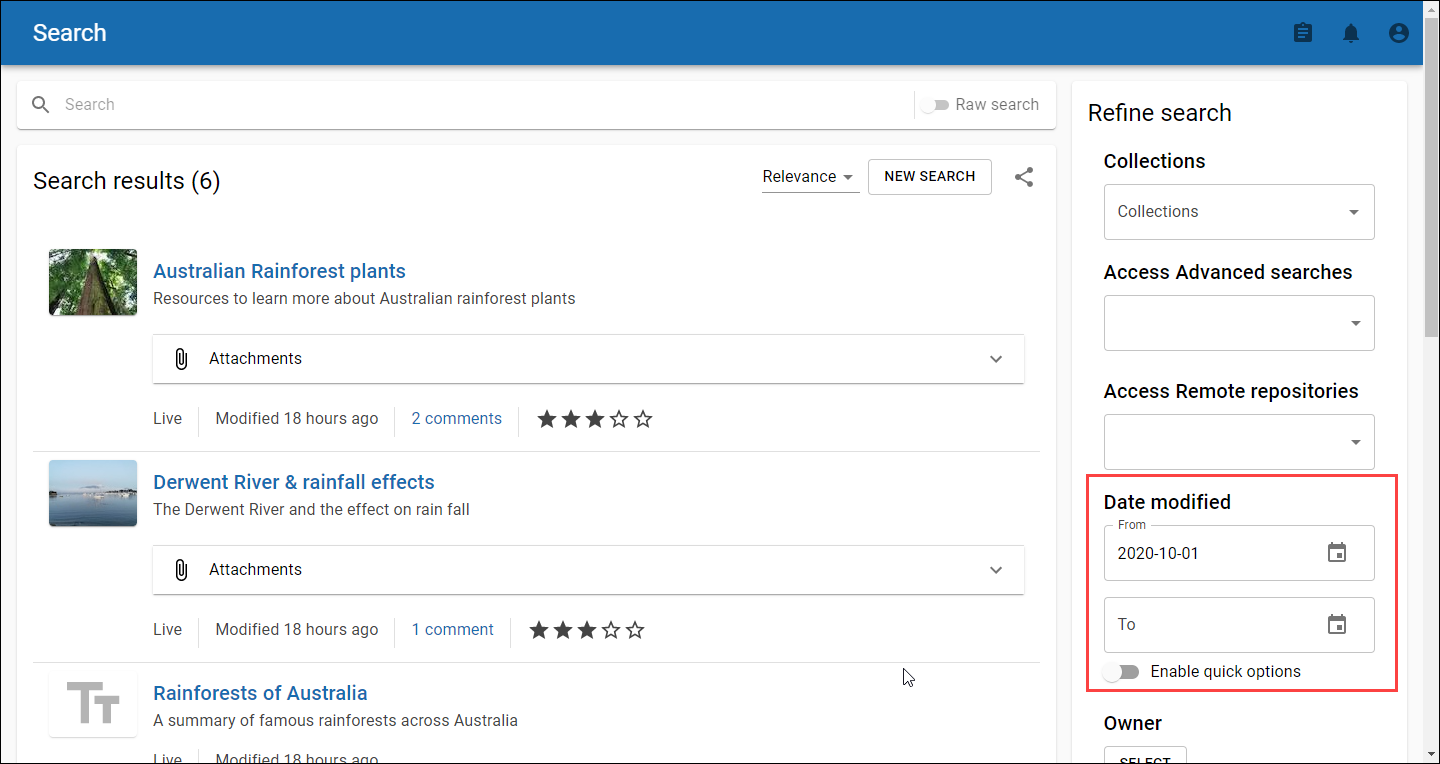 Search
Search
Raw search
Search results (6)
Relevance
NEW SEARCH
Australian Rainforest plants
Resources to learn more about Australian rainforest plants
Attachments
Live
Modified 18 hours ago
2 comments
Derwent River & rainfall effects
The Derwent River and the effect on rain fall
Attachments
Live
Modified 18 hours ago
1 comment
TT
Rainforests of Australia
A summary of famous rainforests across Australia
Live
Modified 18 hours ago
Refine search
Collections
Collections
Access Advanced searches
Access Remote repositories
Date modified
From
2020-10-01
To
Enable quick options
Owner
SELECT